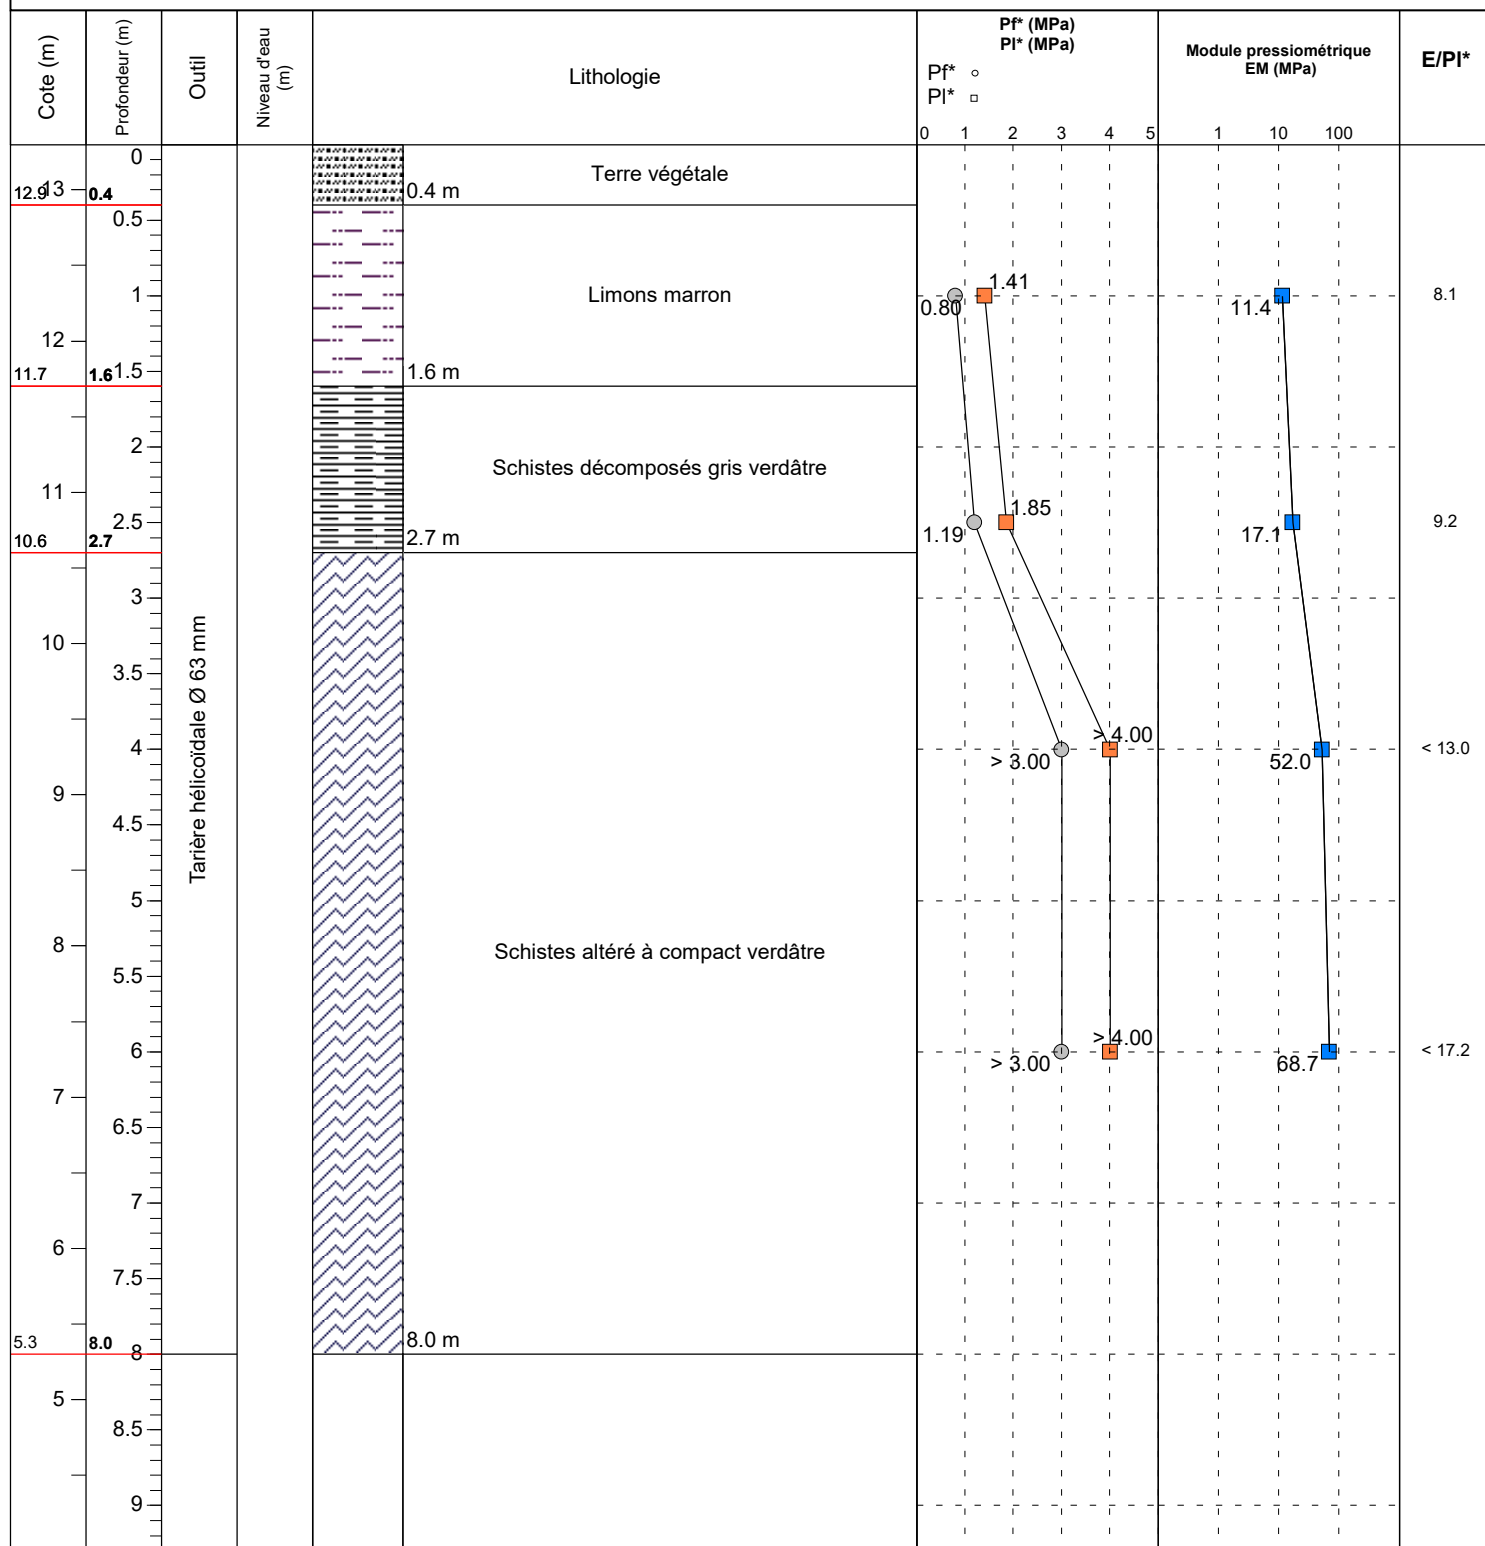 Cote (m)
Profondeur (m)
Outil
Niveau d'eau
(m)
Lithologie
Pf* (MPa)
Pl* (MPa)
Pf*
Pl*
0 1 2 3 4 5
Module pressiométrique
EM (MPa)
1 10 100
E/Pl*
0
Terre végétale
12.9 13 0.4 0.4 m
0.5
Limons marron
1
0.80 1.41
11.4
8.1
12
11.7 1.6 1.5 1.6 m
2
Schistes décomposés gris verdâtre
11
2.5
1.19 1.85
17.1
9.2
10.6 2.7 2.7 m
3
10
3.5
Tarière hélicoïdale Ø 63 mm
4
> 3.00 > 4.00
52.0
< 13.0
9
4.5
5
8
Schistes altéré à compact verdâtre
5.5
6
> 3.00 > 4.00
68.7
< 17.2
7
6.5
7
6
7.5
5.3 8.0 8 8.0 m
5
8.5
9